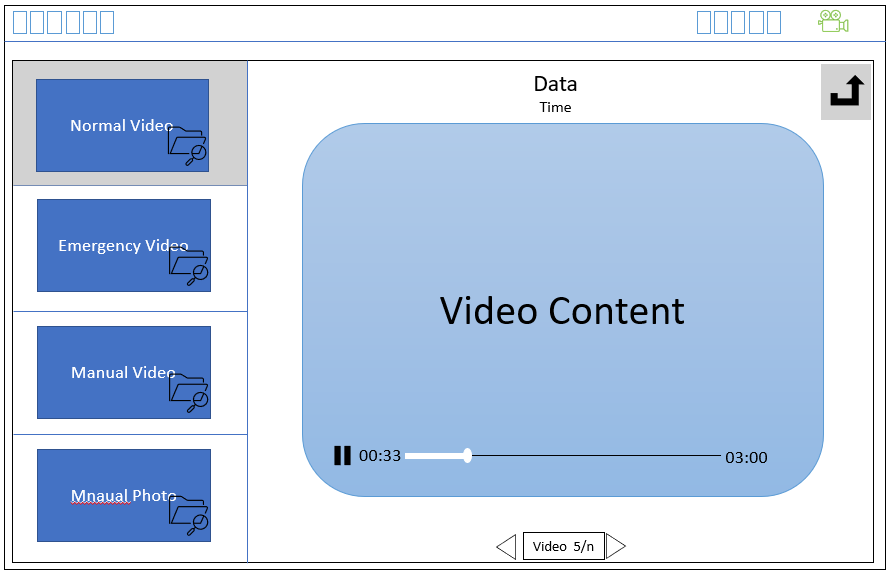 Data
Time
Normal Video
Emergency Video
Manual Video
Mnaual Photo
Video Content
00:33
03:00
Video 5/n